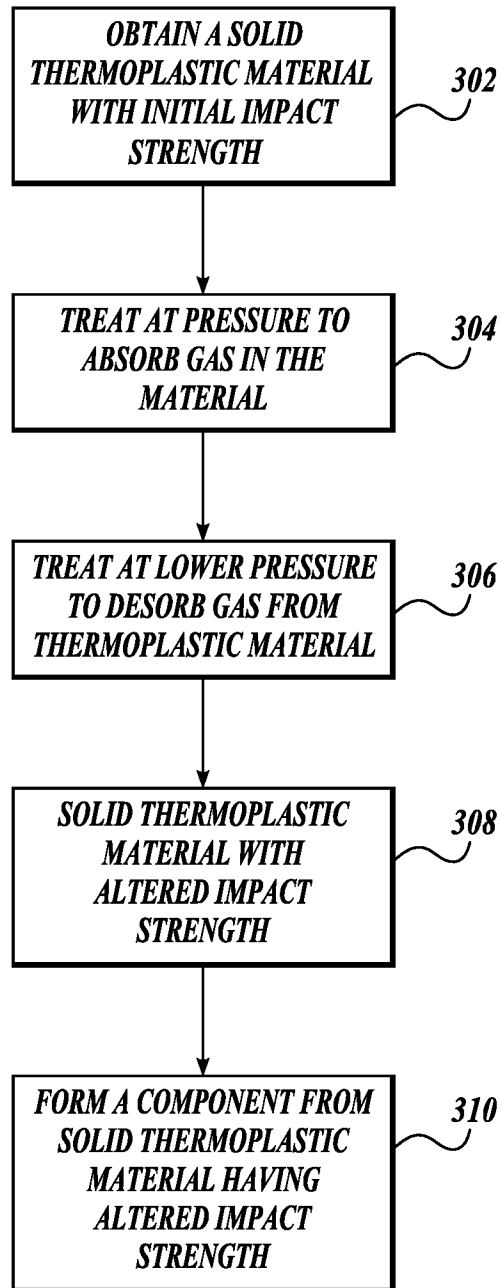 OBTAIN A SOLID
THERMOPLASTIC MATERIAL
WITH INITIAL IMPACT
STRENGTH
302
TREAT AT PRESSURE TO
ABSORB GAS IN THE
MATERIAL
304
TREAT AT LOWER PRESSURE
TO DESORB GAS FROM
THERMOPLASTIC MATERIAL
306
SOLID THERMOPLASTIC
MATERIAL WITH
ALTERED IMPACT
STRENGTH
308
FORM A COMPONENT FROM
SOLID THERMOPLASTIC
MATERIAL HAVING
ALTERED IMPACT
STRENGTH
310